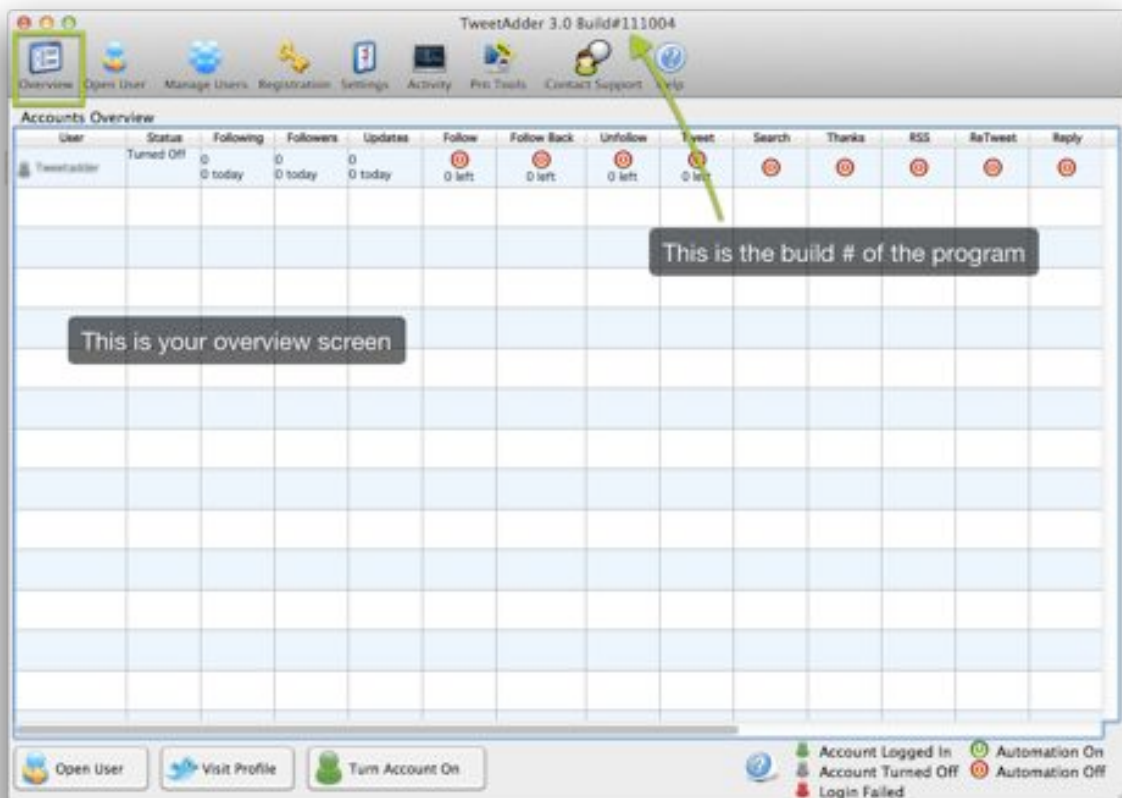 TweetAdder 3.0 Build#111004
Overview Open User Manage Users Registration Settings Activity Pro Tools Contact Support Help
Accounts Overview
User Status Following Followers Updates Follow Follow Back Unfollow Tweet Search Thanks RSS ReTweet Reply
Tweetadder Turned Off 0 0 0
0 today 0 today 0 today 0 left 0 left 0 left 0 left
This is the build # of the program
This is your overview screen
Open User Visit Profile Turn Account On
Account Logged In Automation On
Account Turned Off Automation Off
Login Failed